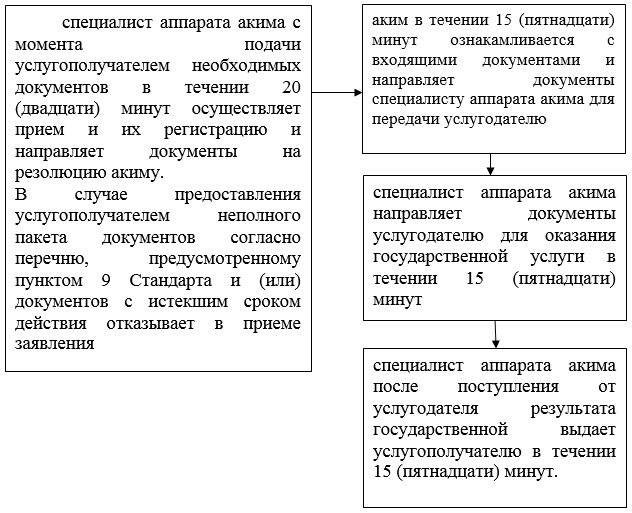 специалист аппарата акима с
момента подачи
услугополучателем необходимых
документов в течении 20
(двадцати) минут осуществляет
прием и их регистрацию и
направляет документы на
резолюцию акиму.
В случае предоставления
услугополучателем неполного
пакета документов согласно
перечню, предусмотренному
пунктом 9 Стандарта и (или)
документов с истекшим сроком
действия отказывает в приеме
заявления
аким в течении 15 (пятнадцати)
минут ознакамливается с
входящими документами и
направляет документы
специалисту аппарата акима для
передачи услугодателю
специалист аппарата акима
направляет документы
услугодателю для оказания
государственной услуги в
течении 15 (пятнадцати)
минут
специалист аппарата акима
после поступления от
услугодателя результата
государственной выдает
услугополучателю в течении
15 (пятнадцати) минут.